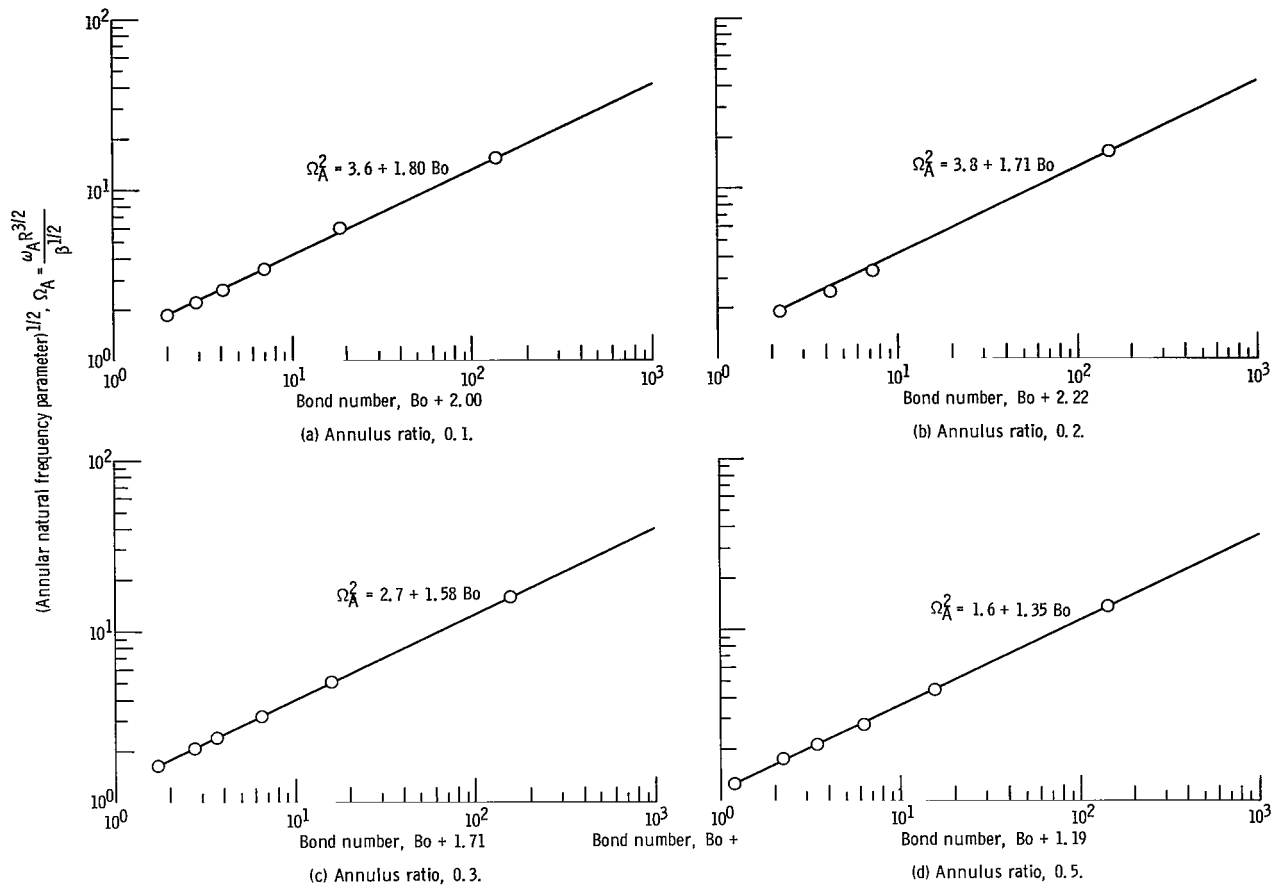 (Annular natural frequency parameter)^1/2, Ω_A = ω_A R^3/2 / β^1/2
10^2
10^1
10^0
Ω_A^2 = 3.6 + 1.80 Bo
10^0 10^1 10^2 10^3
Bond number, Bo + 2.00
(a) Annulus ratio, 0.1.
Ω_A^2 = 3.8 + 1.71 Bo
10^0 10^1 10^2 10^3
Bond number, Bo + 2.22
(b) Annulus ratio, 0.2.
10^2
10^1
10^0
Ω_A^2 = 2.7 + 1.58 Bo
10^0 10^1 10^2 10^3
Bond number, Bo + 1.71
(c) Annulus ratio, 0.3.
Bond number, Bo +
Ω_A^2 = 1.6 + 1.35 Bo
10^0 10^1 10^2 10^3
Bond number, Bo + 1.19
(d) Annulus ratio, 0.5.